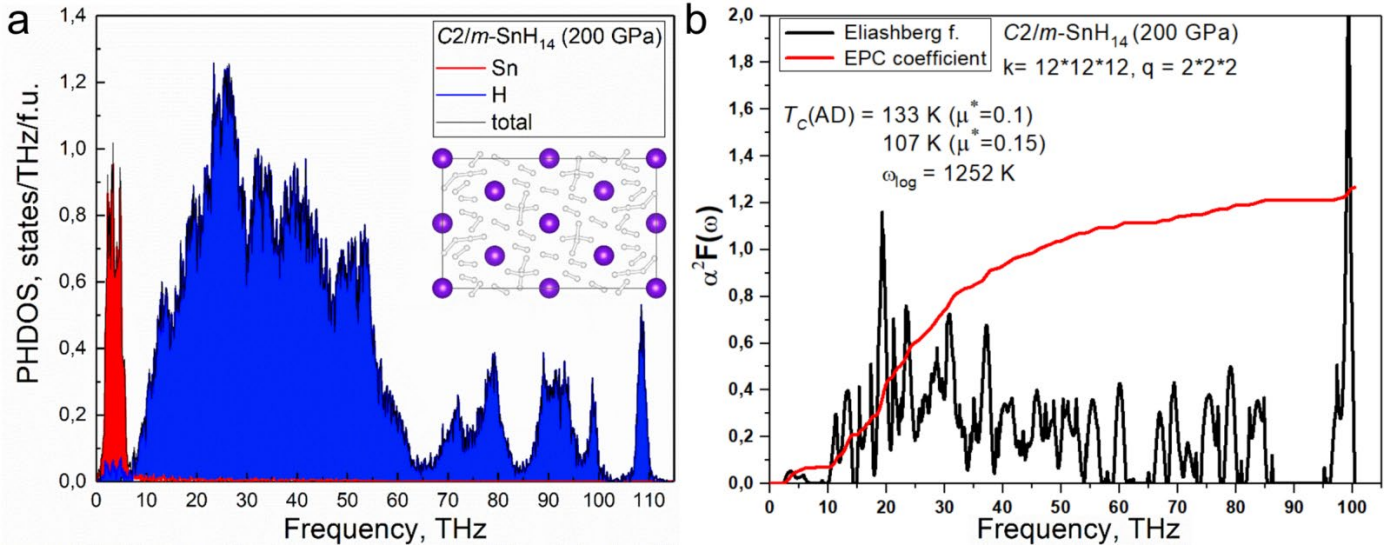 a
PHDOS, states/THz/f.u.
1,4
1,2
1,0
0,8
0,6
0,4
0,2
0,0
C2/m-SnH14 (200 GPa)
Sn
H
total
0 10 20 30 40 50 60 70 80 90 100 110
Frequency, THz
b
α²F(ω)
2,0
1,8
1,6
1,4
1,2
1,0
0,8
0,6
0,4
0,2
0,0
Eliashberg f.
EPC coefficient
C2/m-SnH14 (200 GPa)
k= 12*12*12, q = 2*2*2
TC(AD) = 133 K (μ*=0.1)
107 K (μ*=0.15)
ωlog = 1252 K
0 10 20 30 40 50 60 70 80 90 100
Frequency, THz